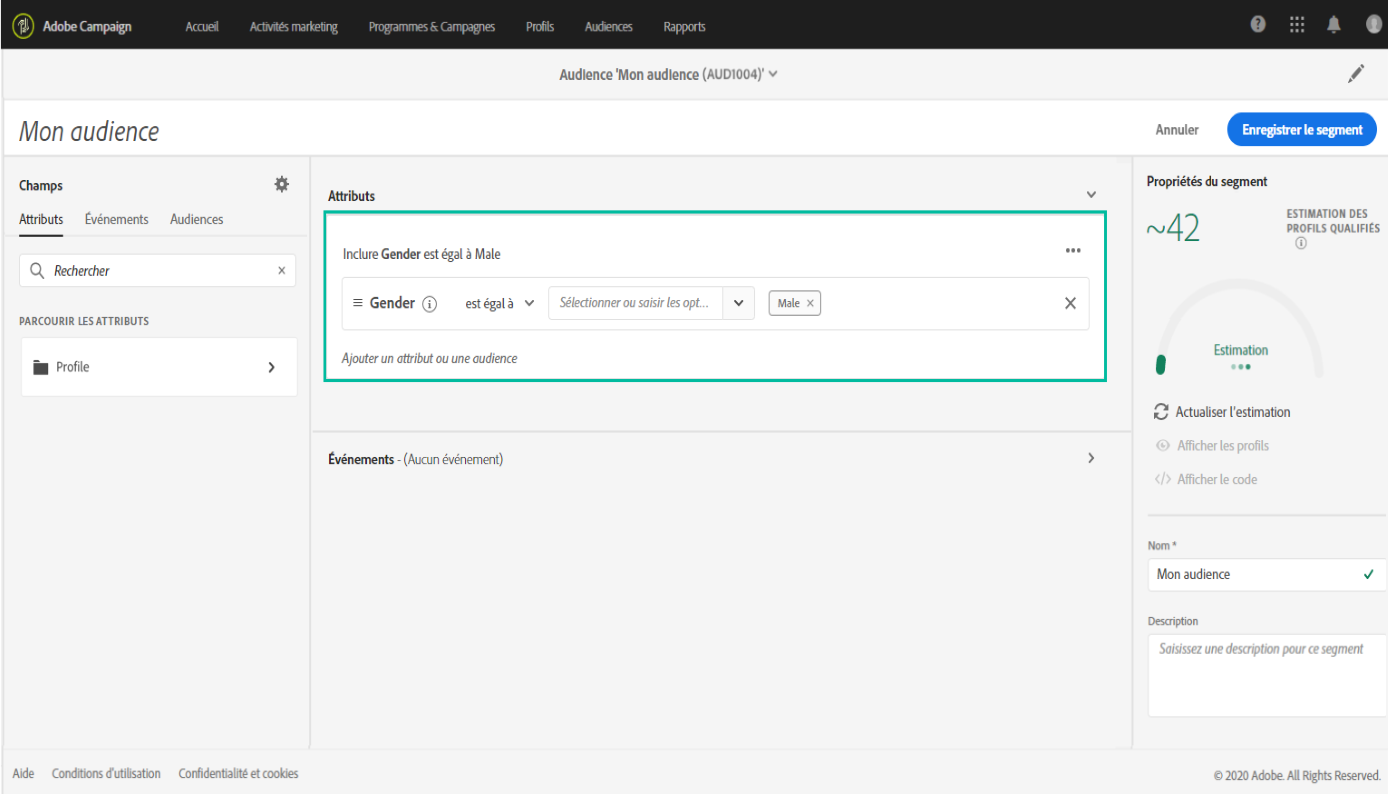 Adobe Campaign Accueil Activités marketing Programmes & Campagnes Profils Audiences Rapports
Audience 'Mon audience (AUD1004)'
Mon audience
Annuler
Enregistrer le segment
Champs
Attributs Événements Audiences
Rechercher
PARCOURIR LES ATTRIBUTS
Profile
Attributs
Inclure Gender est égal à Male
Gender est égal à Sélectionner ou saisir les opt... Male
Ajouter un attribut ou une audience
Événements - (Aucun événement)
Propriétés du segment
~42
ESTIMATION DES
PROFILS QUALIFIÉS
Estimation
Actualiser l'estimation
Afficher les profils
Afficher le code
Nom *
Mon audience
Description
Saisissez une description pour ce segment
Aide Conditions d'utilisation Confidentialité et cookies
© 2020 Adobe. All Rights Reserved.